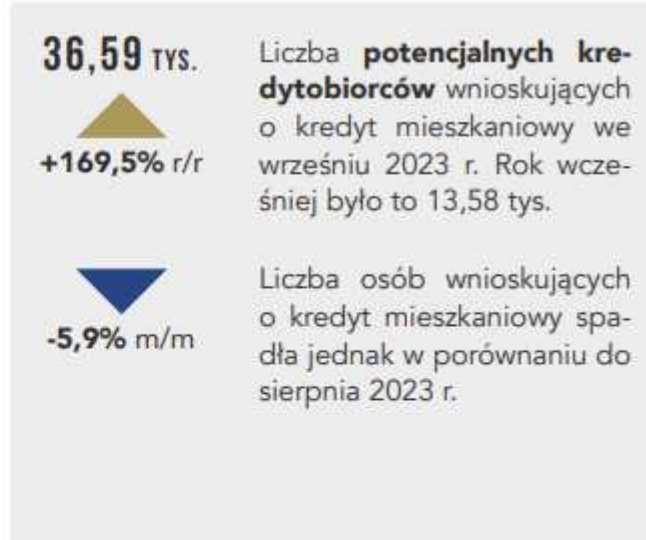 36,59 TYS.
+169,5% r/r
Liczba potencjalnych kre-
dytobiorców wnioskujących
o kredyt mieszkaniowy we
wrześniu 2023 r. Rok wcze-
śniej było to 13,58 tys.
-5,9% m/m
Liczba osób wnioskujących
o kredyt mieszkaniowy spa-
dła jednak w porównaniu do
sierpnia 2023 r.